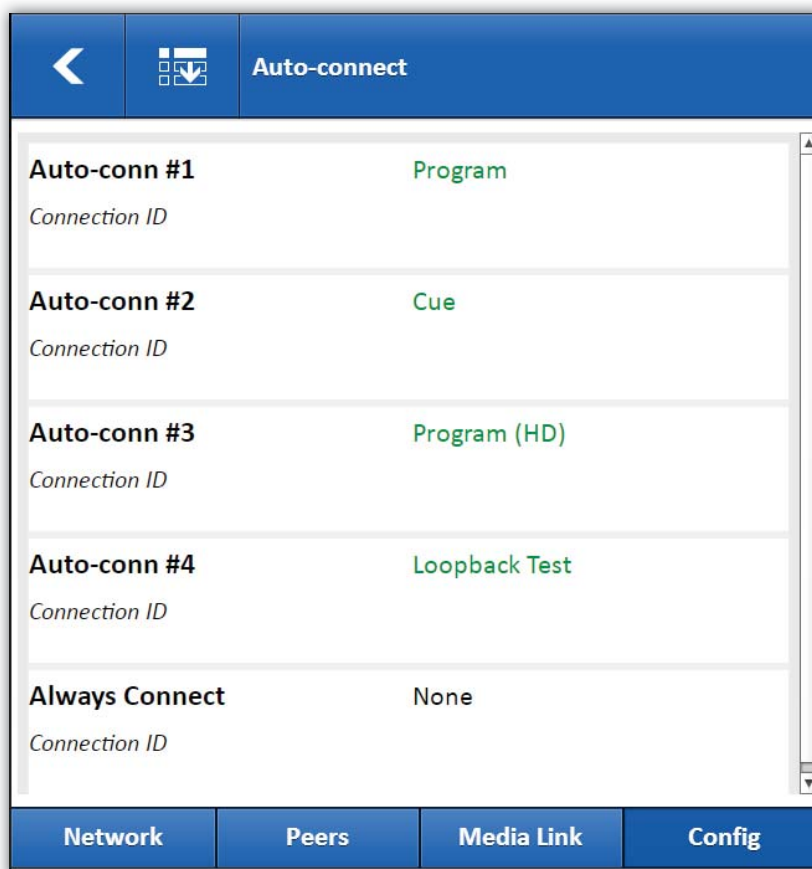 Auto-connect
Auto-conn #1 Program
Connection ID
Auto-conn #2 Cue
Connection ID
Auto-conn #3 Program (HD)
Connection ID
Auto-conn #4 Loopback Test
Connection ID
Always Connect None
Connection ID
Network Peers Media Link Config